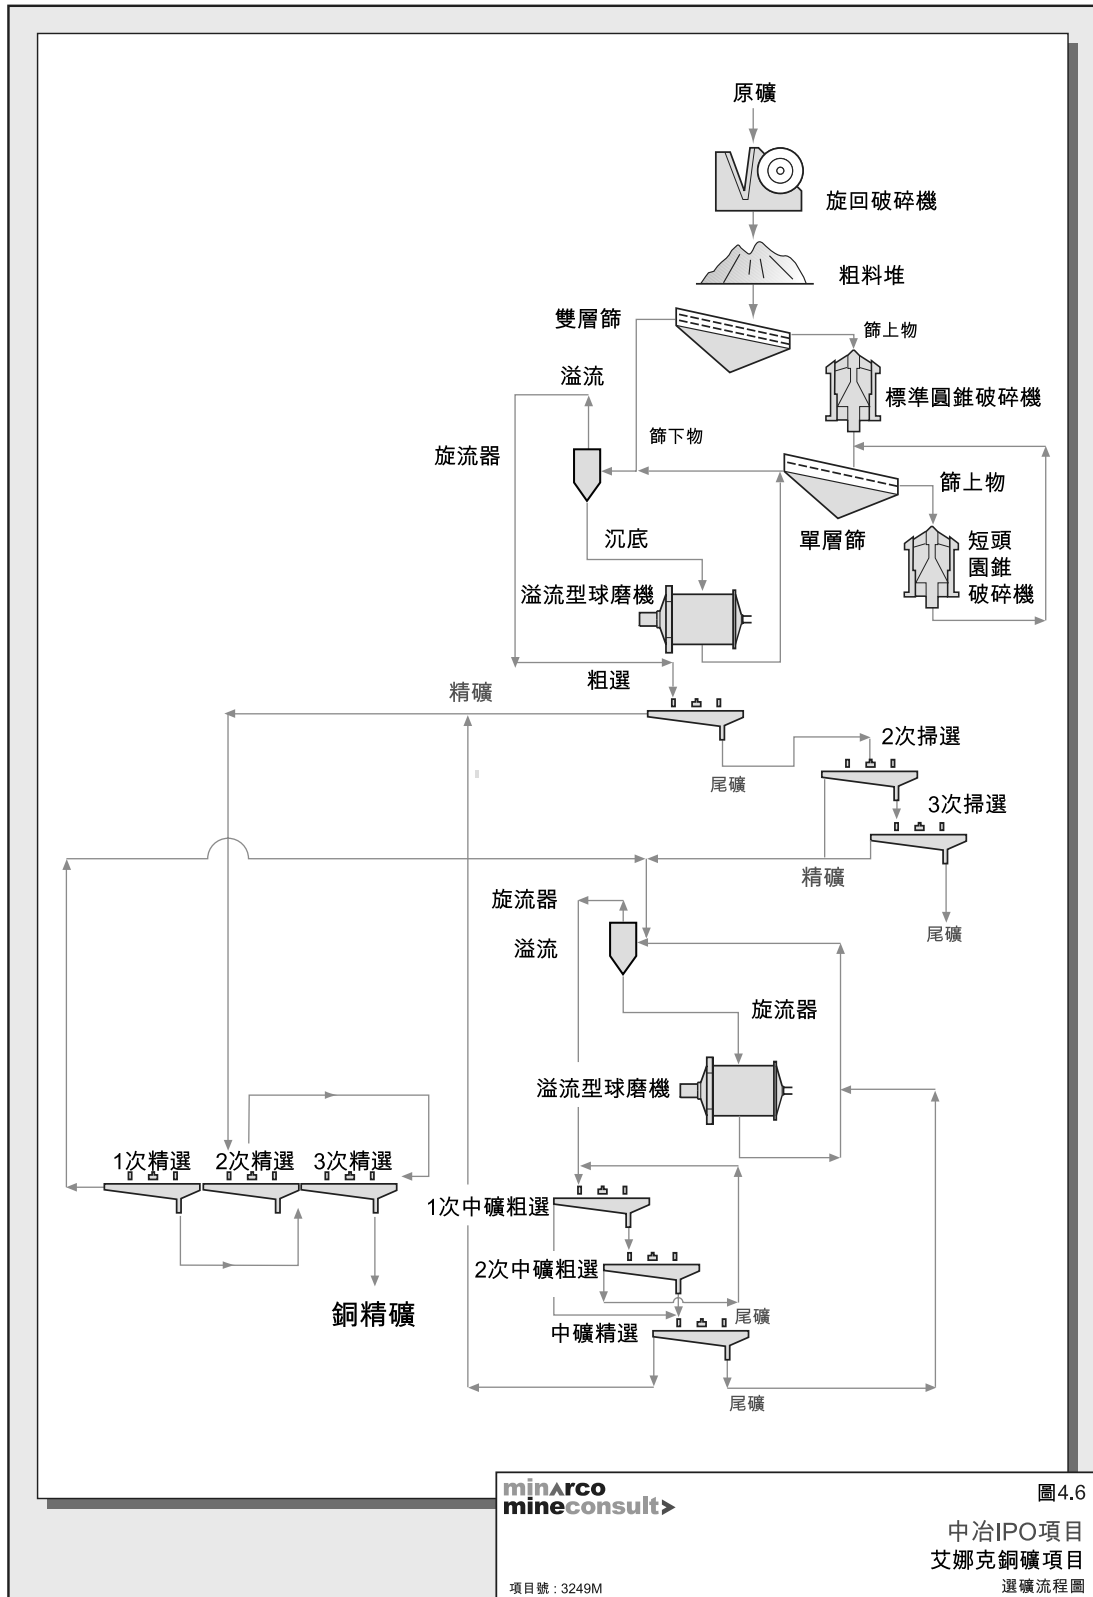 原礦
旋回破碎機
粗料堆
雙層篩
篩上物
溢流
標準圓錐破碎機
篩下物
旋流器
篩上物
沉底
單層篩
短頭
園錐
破碎機
溢流型球磨機
粗選
精礦
2次掃選
尾礦
3次掃選
精礦
旋流器
尾礦
溢流
旋流器
溢流型球磨機
1次精選
2次精選
3次精選
1次中礦粗選
2次中礦粗選
銅精礦
尾礦
中礦精選
尾礦
minarco
mineconsult
圖4.6
中冶IPO項目
艾娜克銅礦項目
選礦流程圖
項目號 : 3249M